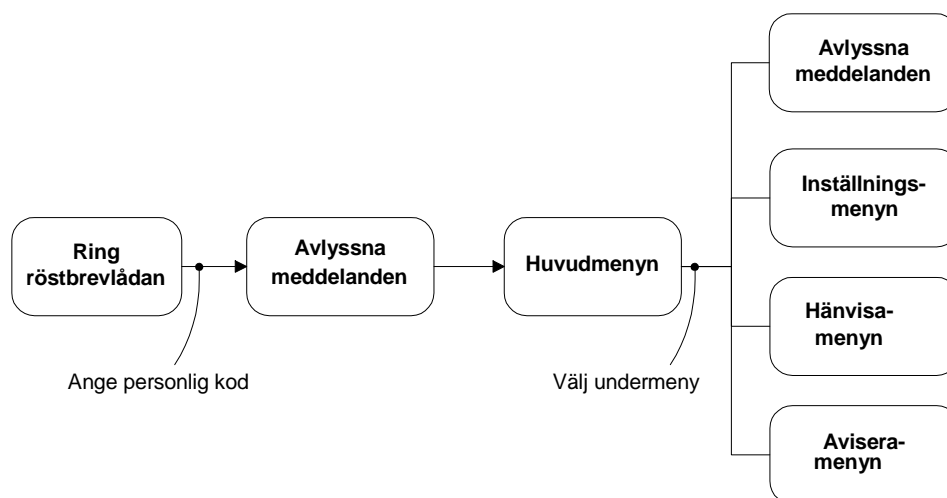 Ring
röstbrevlådan
Ange personlig kod
Avlyssna
meddelanden
Huvudmenyn
Välj undermeny
Avlyssna
meddelanden
Inställnings-
menyn
Hänvisa-
menyn
Avisera-
menyn